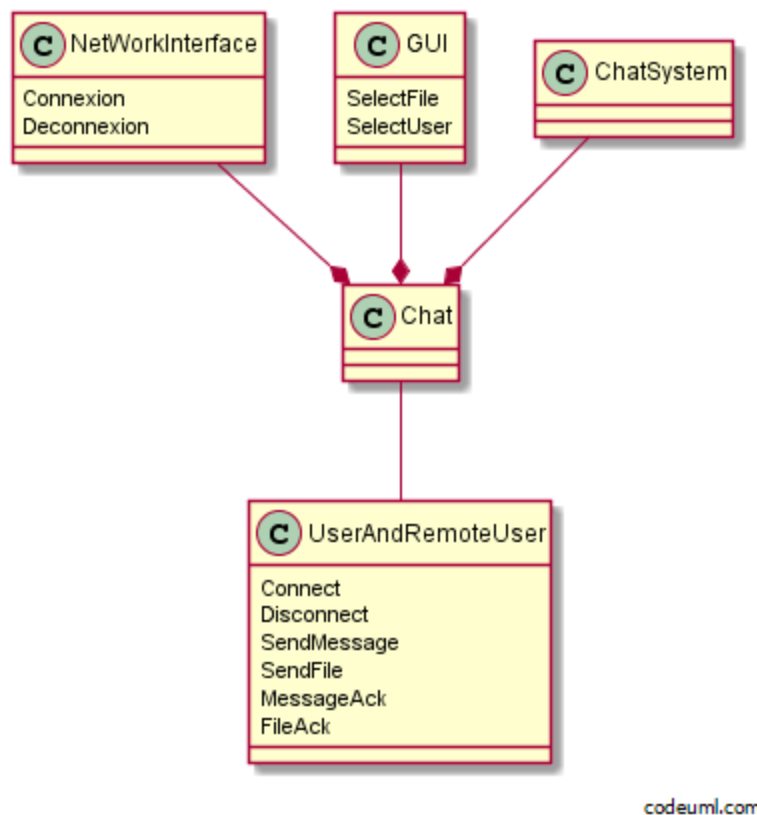 C NetWorkInterface
Connexion
Deconnexion
C GUI
SelectFile
SelectUser
C ChatSystem
C Chat
C UserAndRemoteUser
Connect
Disconnect
SendMessage
SendFile
MessageAck
FileAck
codeuml.com